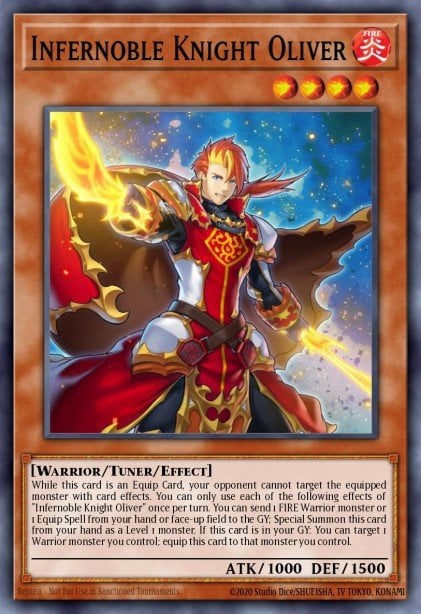 INFERNOBLE KNIGHT OLIVER
FIRE
炎
[WARRIOR/TUNER/EFFECT]
While this card is an Equip Card, your opponent cannot target the equipped
monster with card effects. You can only use each of the following effects of
"Infernoble Knight Oliver" once per turn. You can send 1 FIRE Warrior monster or
1 Equip Spell from your hand or face-up field to the GY; Special Summon this card
from your hand as a Level 1 monster. If this card is in your GY: You can target 1
Warrior monster you control; equip this card to that monster you control.
ATK/1000 DEF/1500
Replica - Not For Use in Sanctioned Tournaments
©2020 Studio Dice/SHUEISHA, TV TOKYO, KONAMI